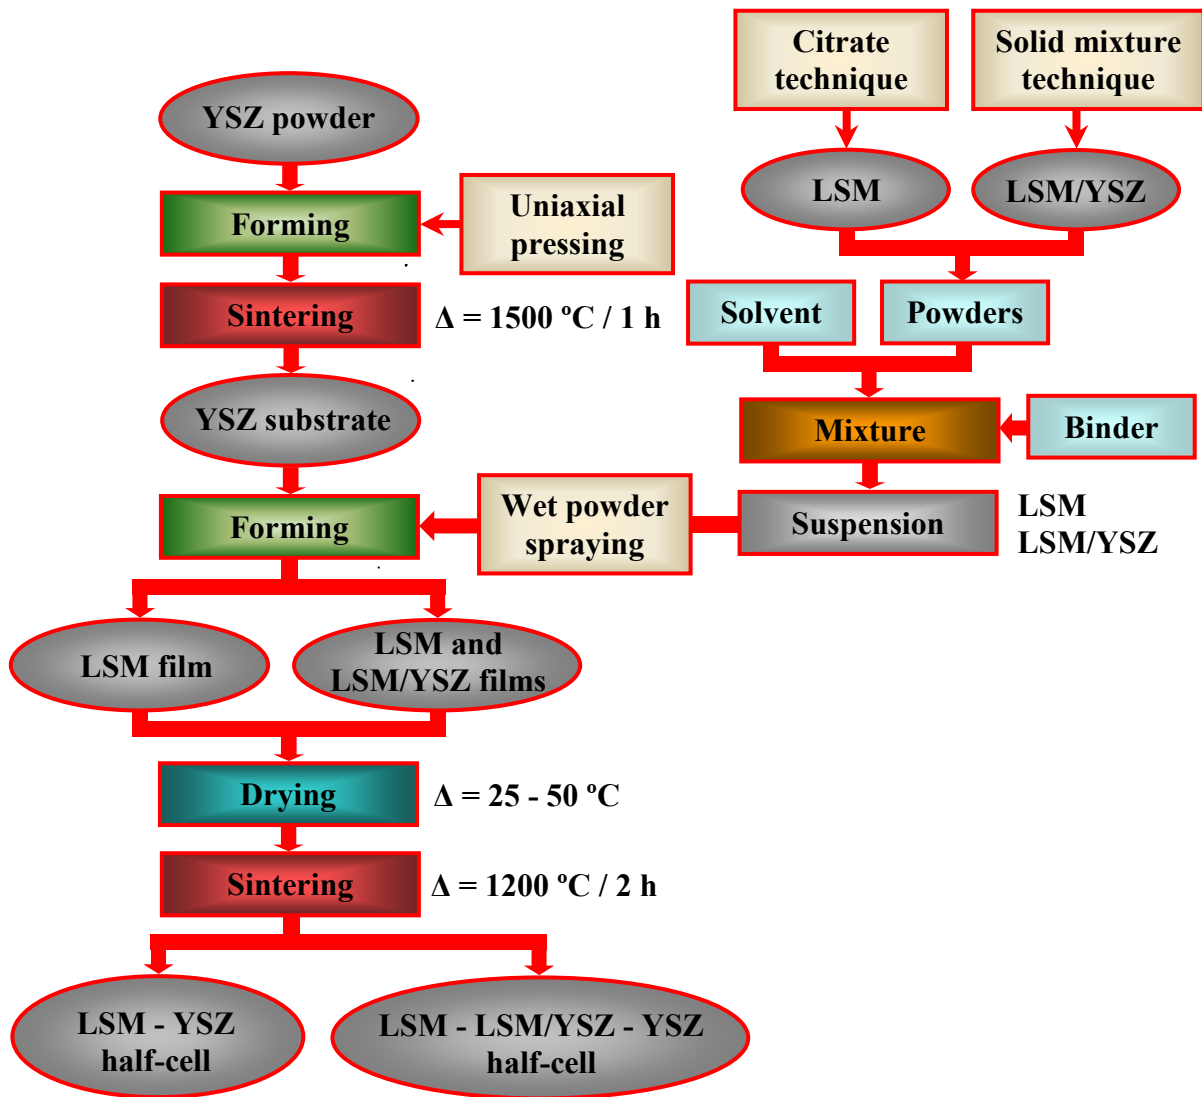 Citrate
technique
Solid mixture
technique
YSZ powder
LSM
LSM/YSZ
Forming
Uniaxial
pressing
Sintering
Δ = 1500 ºC / 1 h
Solvent
Powders
YSZ substrate
Mixture
Binder
Forming
Wet powder
spraying
Suspension
LSM
LSM/YSZ
LSM film
LSM and
LSM/YSZ films
Drying
Δ = 25 - 50 ºC
Sintering
Δ = 1200 ºC / 2 h
LSM - YSZ
half-cell
LSM - LSM/YSZ - YSZ
half-cell